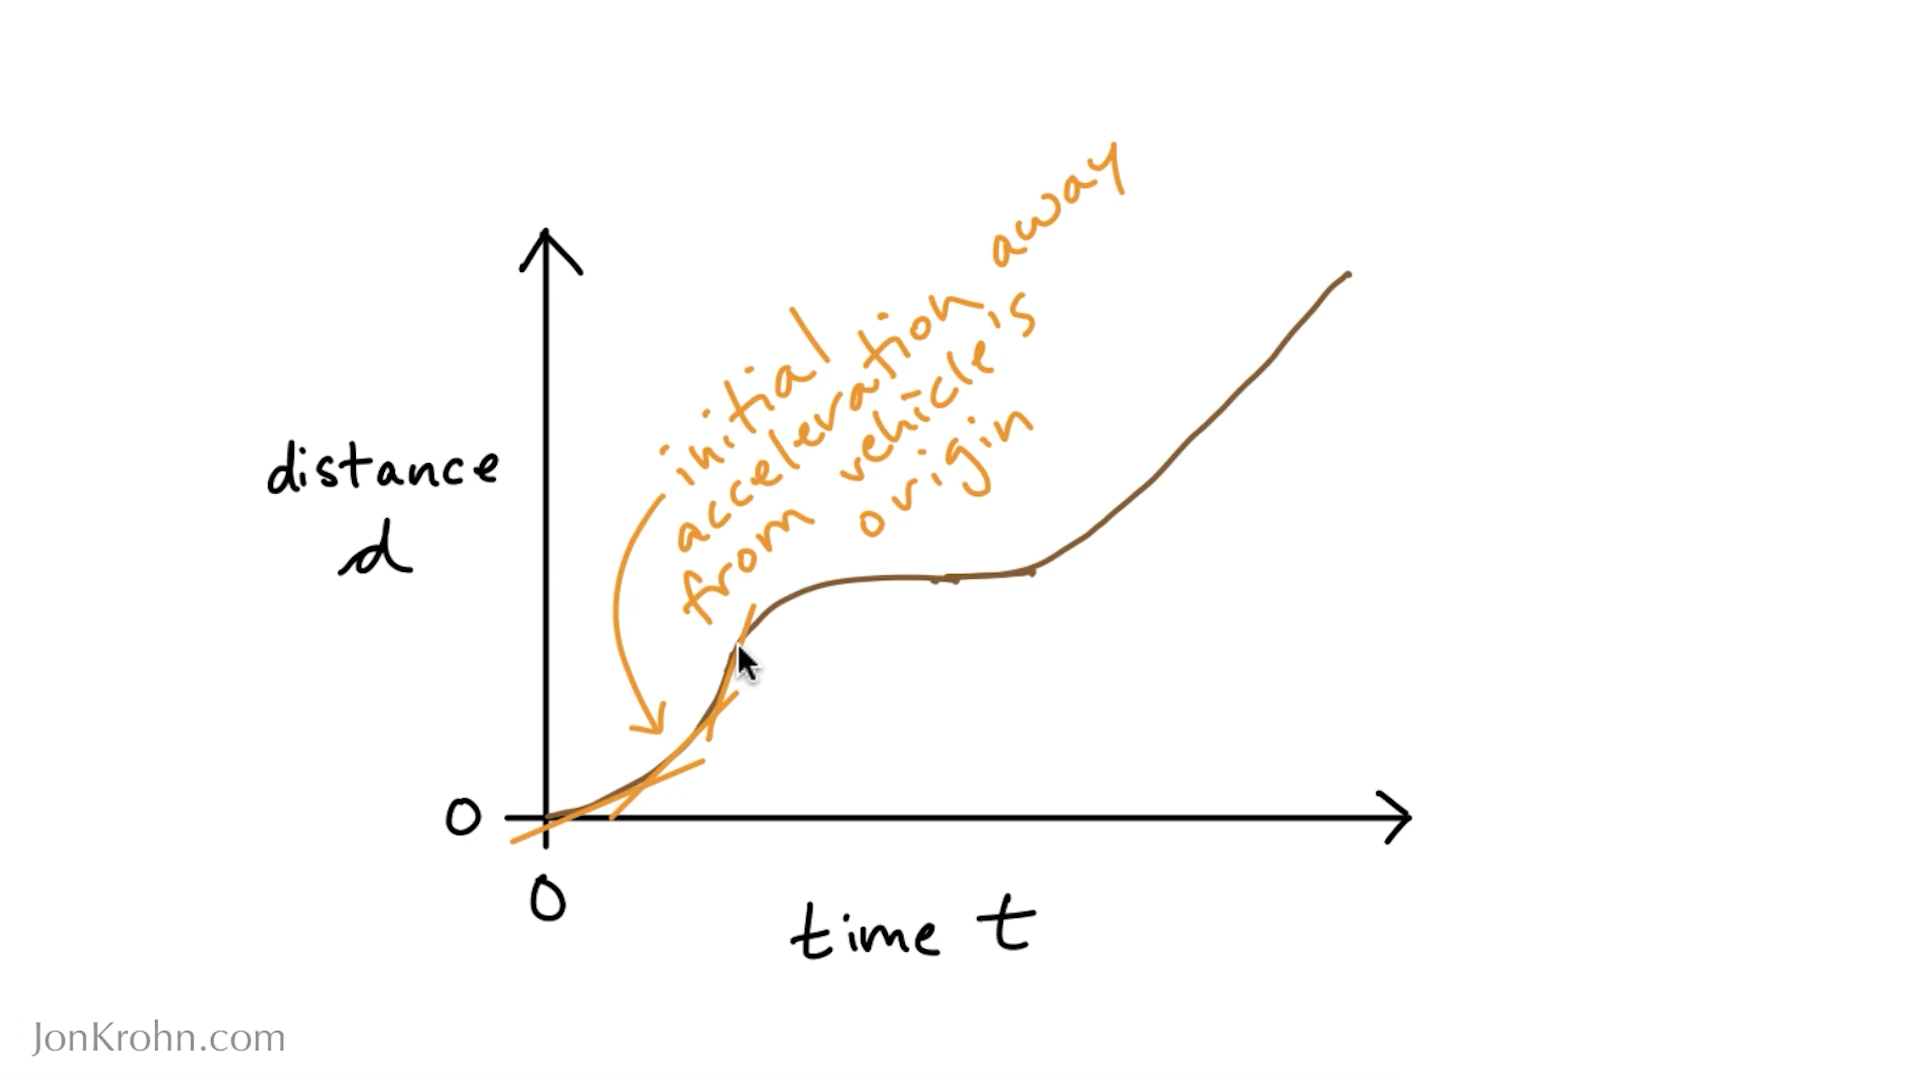 initial
acceleration away
from vehicle's
origin
distance
d
0
0
time t
JonKrohn.com